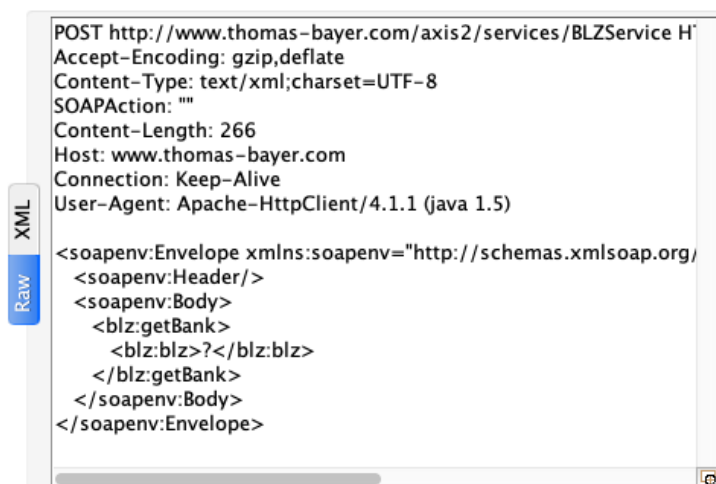 POST http://www.thomas-bayer.com/axis2/services/BLZService
Accept-Encoding: gzip,deflate
Content-Type: text/xml;charset=UTF-8
SOAPAction: ""
Content-Length: 266
Host: www.thomas-bayer.com
Connection: Keep-Alive
User-Agent: Apache-HttpClient/4.1.1 (java 1.5)
XML
Raw
<soapenv:Envelope xmlns:soapenv="http://schemas.xmlsoap.org/
<soapenv:Header/>
<soapenv:Body>
<blz:getBank>
<blz:blz>?</blz:blz>
</blz:getBank>
</soapenv:Body>
</soapenv:Envelope>